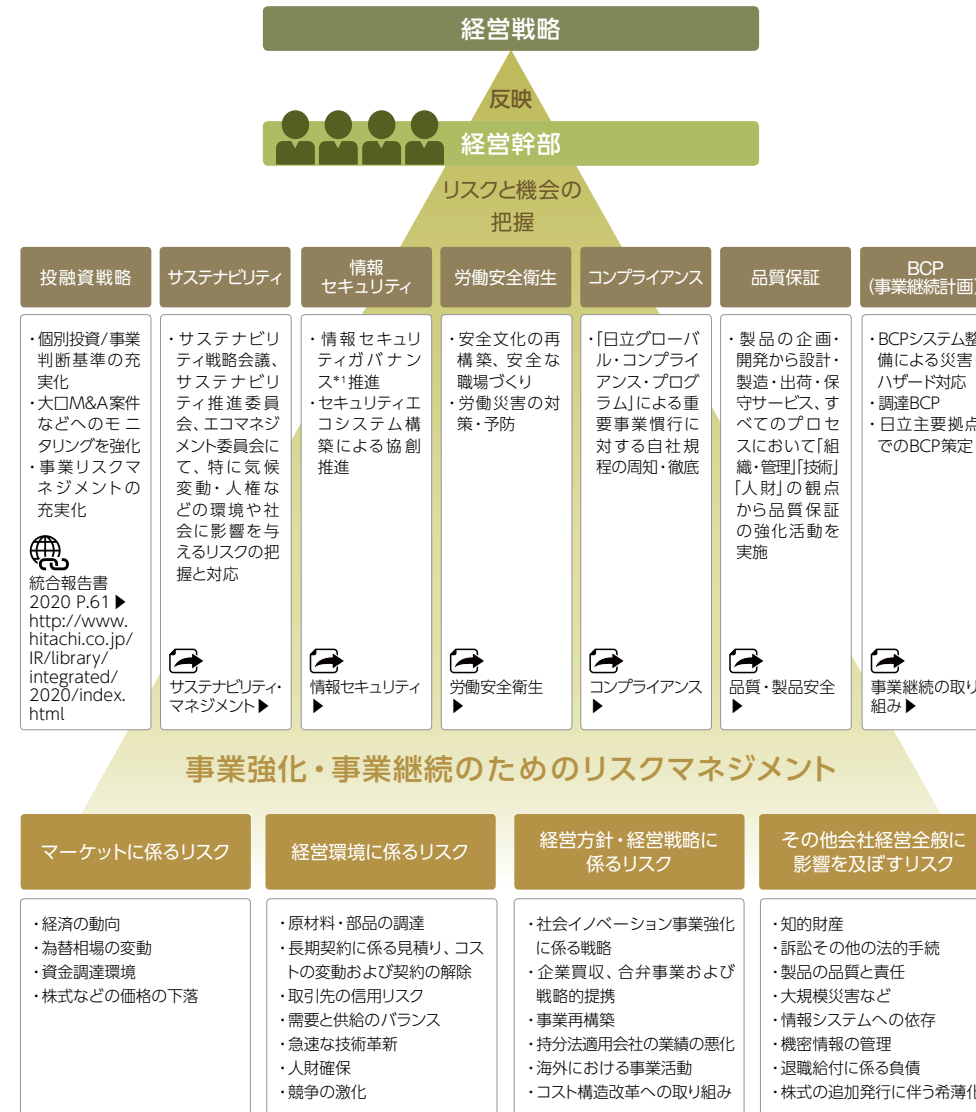 経営戦略
反映
経営幹部
リスクと機会の
把握
投融資戦略
・個別投資/事業
判断基準の充
実化
・大口M&A案件
などへのモニ
タリングを強化
・事業リスクマ
ネジメントの
充実化
統合報告書
2020 P.61▶
http://www.
hitachi.co.jp/
IR/library/
integrated/
2020/index.
html
サステナビリティ
・サステナビリ
ティ戦略会議、
サステナビリ
ティ推進委員
会、エコマネジ
メント委員会に
て、特に気候
変動・人権な
どの環境や社
会に影響を与
えるリスクの把
握と対応
サステナビリティ・
マネジメント▶
情報
セキュリティ
・情報セキュリ
ティガバナン
ス*1推進
・セキュリティエ
コシステム構
築による協創
推進
情報セキュリティ
▶
労働安全衛生
・安全文化の再
構築、安全な
職場づくり
・労働災害の対
策・予防
労働安全衛生
▶
コンプライアンス
・「日立グローバ
ル・コンプライ
アンス・プログ
ラム」による重
要事業慣行に
対する自社規
程の周知・徹底
コンプライアンス
▶
品質保証
・製品の企画・
開発から設計・
製造・出荷・保
守サービス、す
べてのプロセ
スにおいて「組
織・管理」「技術」
「人財」の観点
から品質保証
の強化活動を
実施
品質・製品安全
▶
BCP
(事業継続計画)
・BCPシステム整
備による災害
ハザード対応
・調達BCP
・日立主要拠点
でのBCP策定
事業継続の取り
組み▶
事業強化・事業継続のためのリスクマネジメント
マーケットに係るリスク
・経済の動向
・為替相場の変動
・資金調達環境
・株式などの価格の下落
経営環境に係るリスク
・原材料・部品の調達
・長期契約に係る見積り、コス
トの変動および契約の解除
・取引先の信用リスク
・需要と供給のバランス
・急速な技術革新
・人財確保
・競争の激化
経営方針・経営戦略に
係るリスク
・社会イノベーション事業強化
に係る戦略
・企業買収、合弁事業および
戦略的提携
・事業再構築
・持分法適用会社の業績の悪化
・海外における事業活動
・コスト構造改革への取り組み
その他会社経営全般に
影響を及ぼすリスク
・知的財産
・訴訟その他の法的手続
・製品の品質と責任
・大規模災害など
・情報システムへの依存
・機密情報の管理
・退職給付に係る負債
・株式の追加発行に伴う希薄化